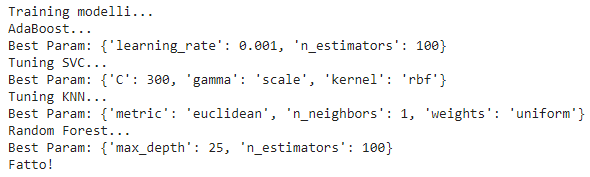 Training modelli...
AdaBoost...
Best Param: {'learning_rate': 0.001, 'n_estimators': 100}
Tuning SVC...
Best Param: {'C': 300, 'gamma': 'scale', 'kernel': 'rbf'}
Tuning KNN...
Best Param: {'metric': 'euclidean', 'n_neighbors': 1, 'weights': 'uniform'}
Random Forest...
Best Param: {'max_depth': 25, 'n_estimators': 100}
Fatto!